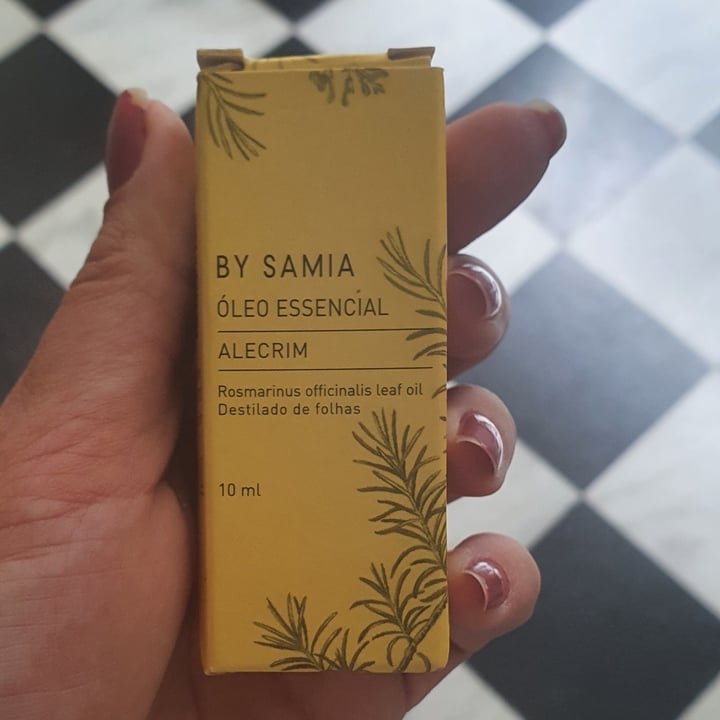 BY SAMIA
ÓLEO ESSENCIAL
ALECRIM
Rosmarinus officinalis leaf oil
Destilado de folhas
10 ml